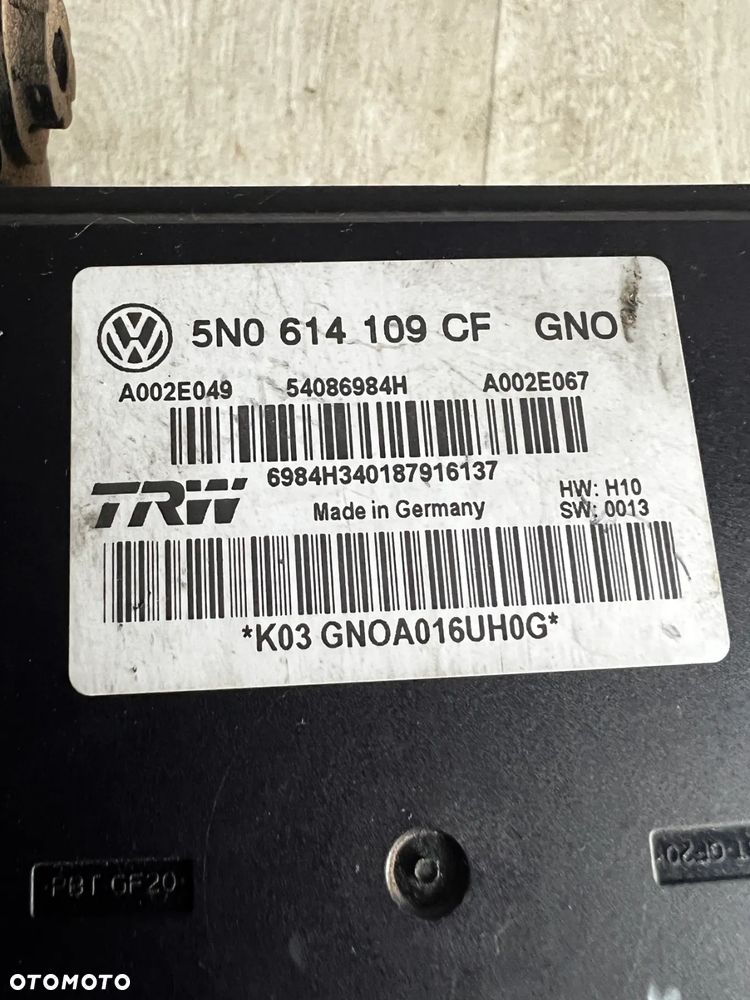 5N0 614 109 CF GNO
A002E049 54086984H A002E067
6984H340187916137
TRW Made in Germany HW: H10
SW: 0013
*K03 GNOA016UH0G*
PBT GF20
T-GF20
OTOMOTO